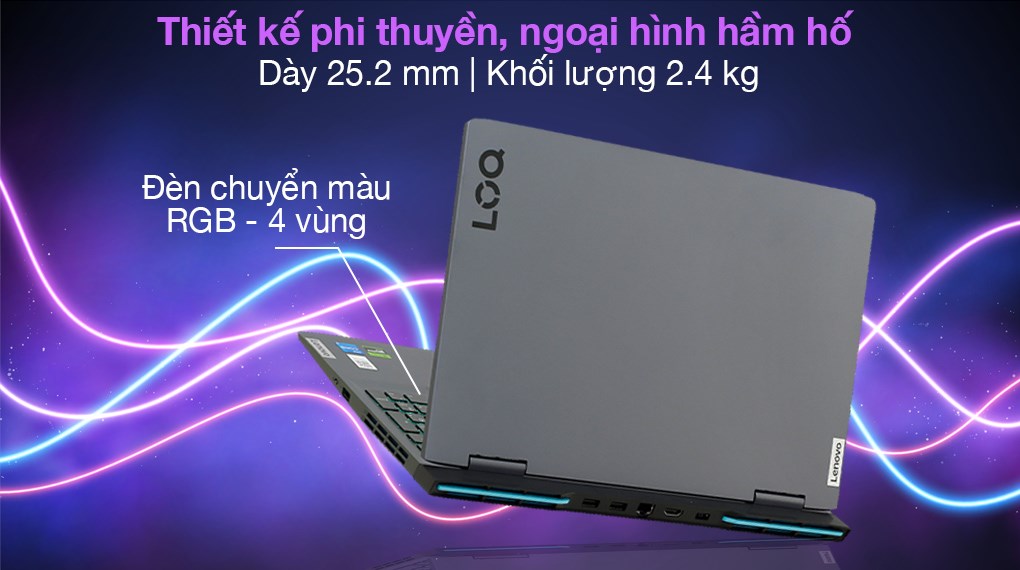 Thiết kế phi thuyền, ngoại hình hầm hố
Dày 25.2 mm | Khối lượng 2.4 kg
Đèn chuyển màu
RGB - 4 vùng
LOQ
Lenovo